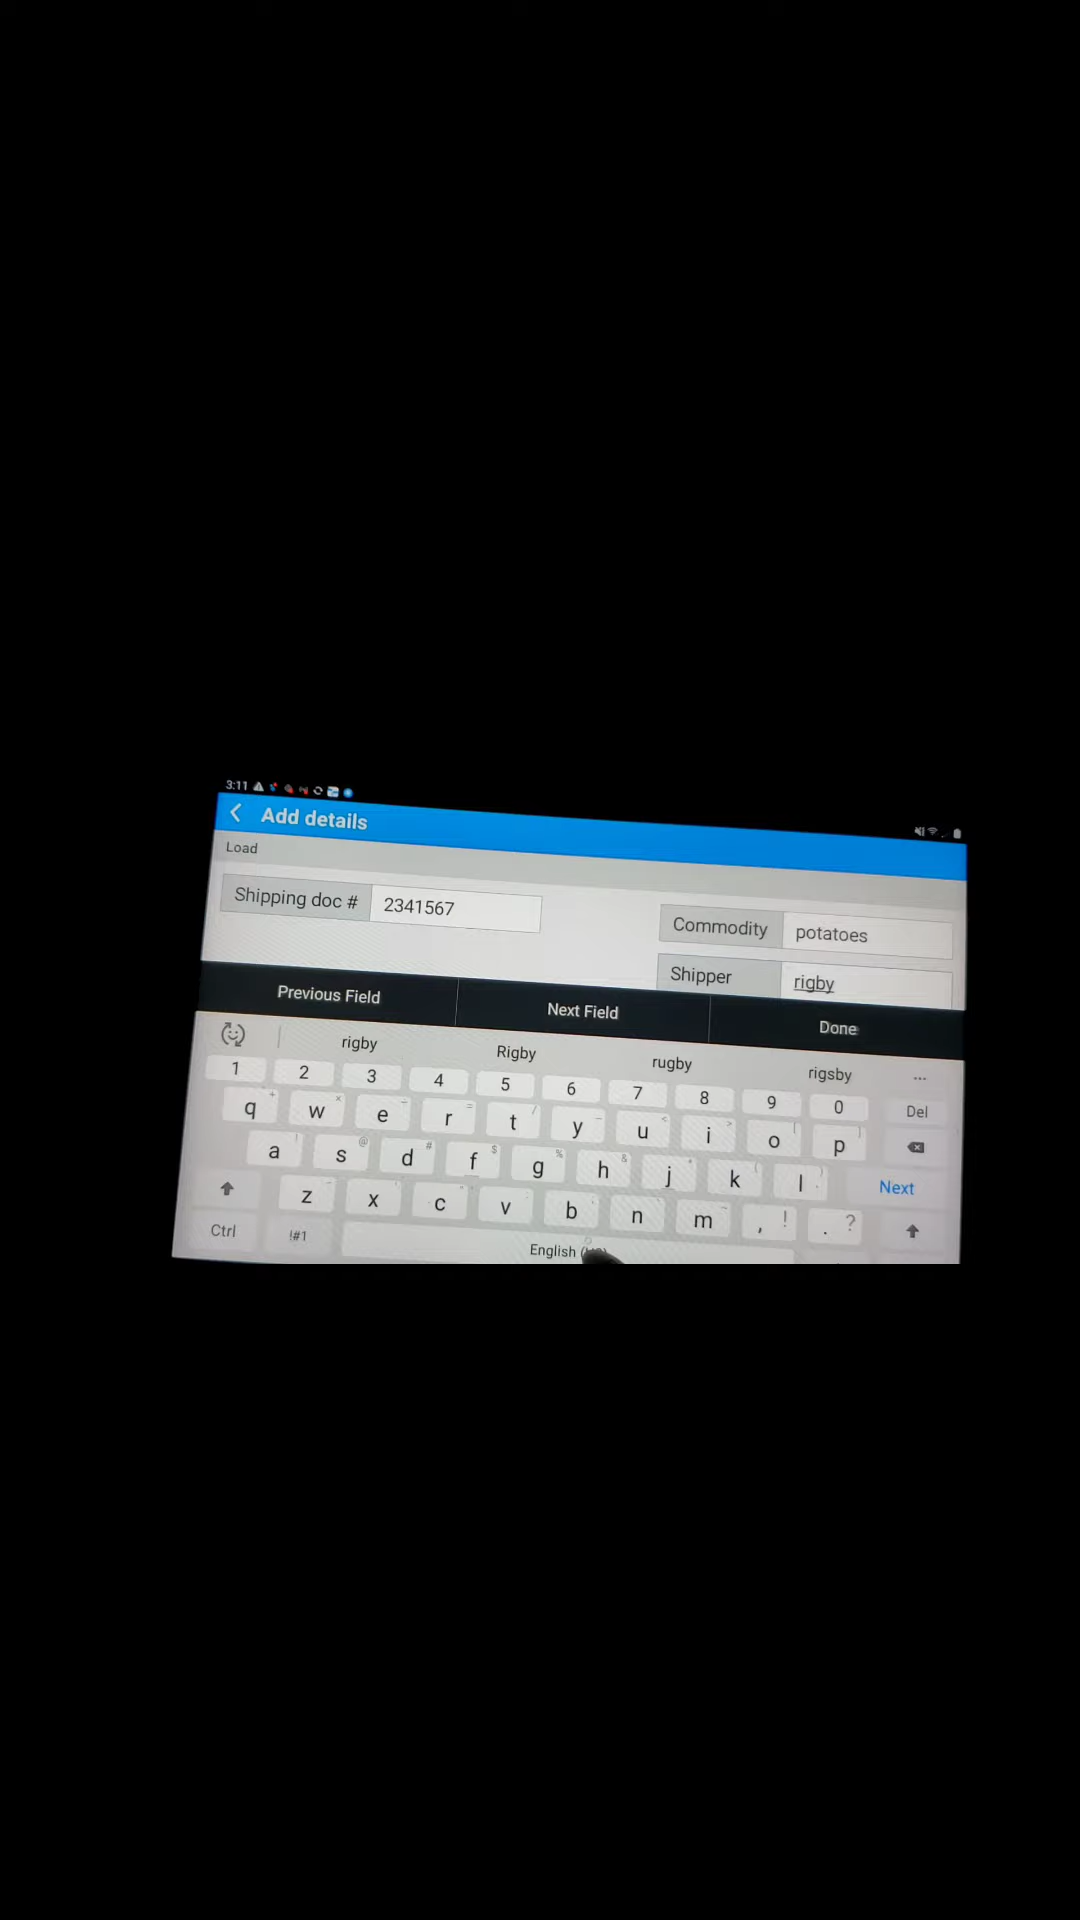 3:11
Add details
Load
Shipping doc # 2341567
Commodity potatoes
Shipper rigby
Previous Field Next Field Done
rigby Rigby rugby rigsby ...
1 2 3 4 5 6 7 8 9 0 Del
q w e r t y u i o p
a s d f g h j k l Next
z x c v b n m , ! . ?
Ctrl !#1 English